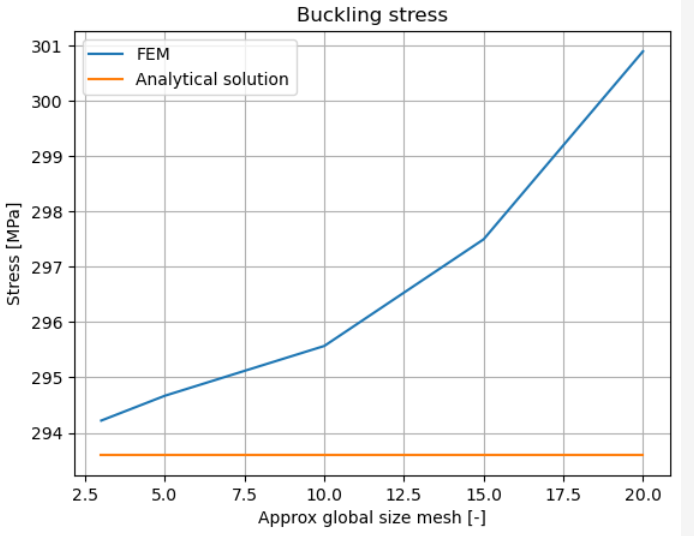 Buckling stress
FEM
Analytical solution
Stress [MPa]
301
300
299
298
297
296
295
294
2.5 5.0 7.5 10.0 12.5 15.0 17.5 20.0
Approx global size mesh [-]